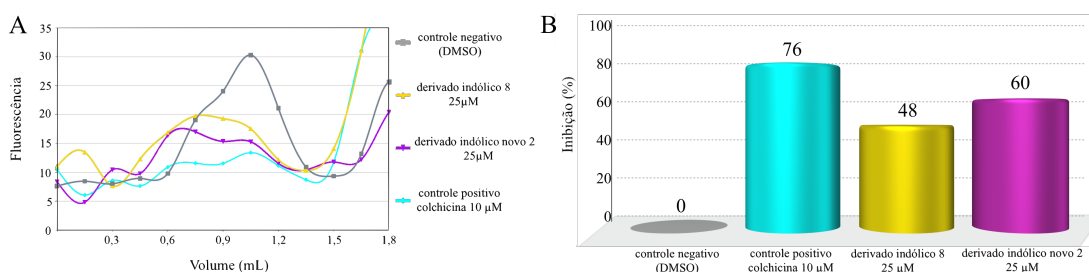 A
Fluorescência
35
30
25
20
15
10
5
0
0,3
0,6
0,9
1,2
1,5
1,8
Volume (mL)
controle negativo
(DMSO)
derivado indólico 8
25µM
derivado indólico novo 2
25µM
controle positivo
colchicina 10 µM
B
Inibição (%)
100
80
60
40
20
0
0
76
48
60
controle negativo
(DMSO)
controle positivo
colchicina 10 µM
derivado indólico 8
25 µM
derivado indólico novo 2
25 µM